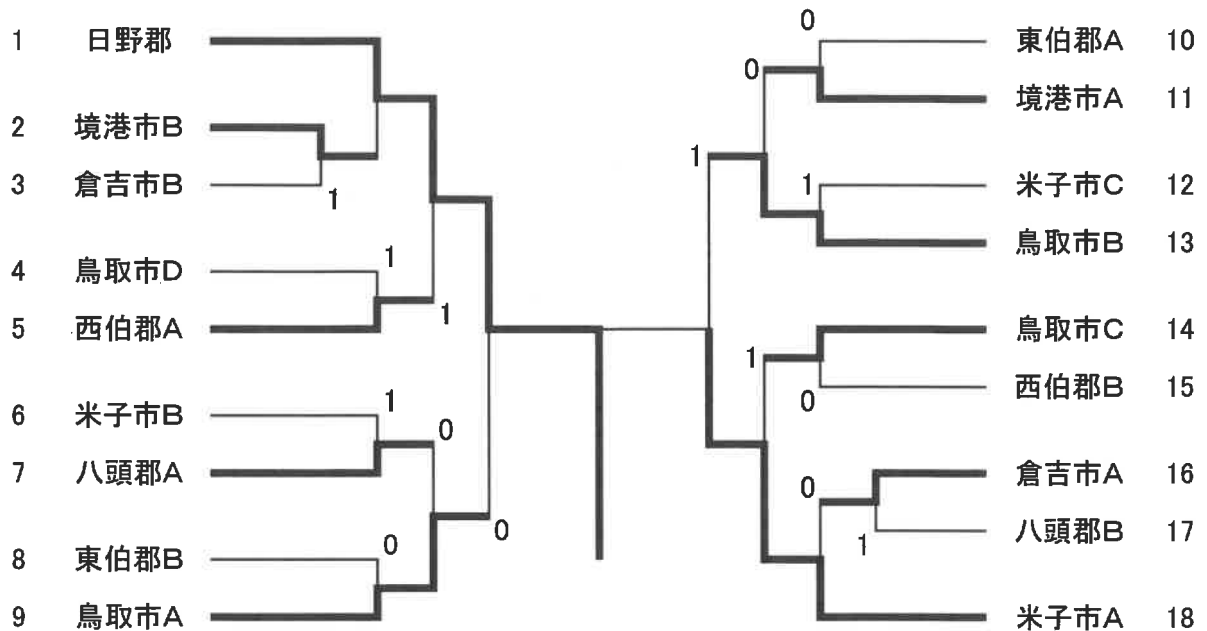 1 日野郡
2 境港市B
3 倉吉市B
1
4 鳥取市D
1
5 西伯郡A
1
6 米子市B
1
0
7 八頭郡A
8 東伯郡B
0
0
9 鳥取市A
0
東伯郡A 10
0
境港市A 11
1
1
米子市C 12
鳥取市B 13
鳥取市C 14
1
西伯郡B 15
0
倉吉市A 16
0
八頭郡B 17
1
米子市A 18